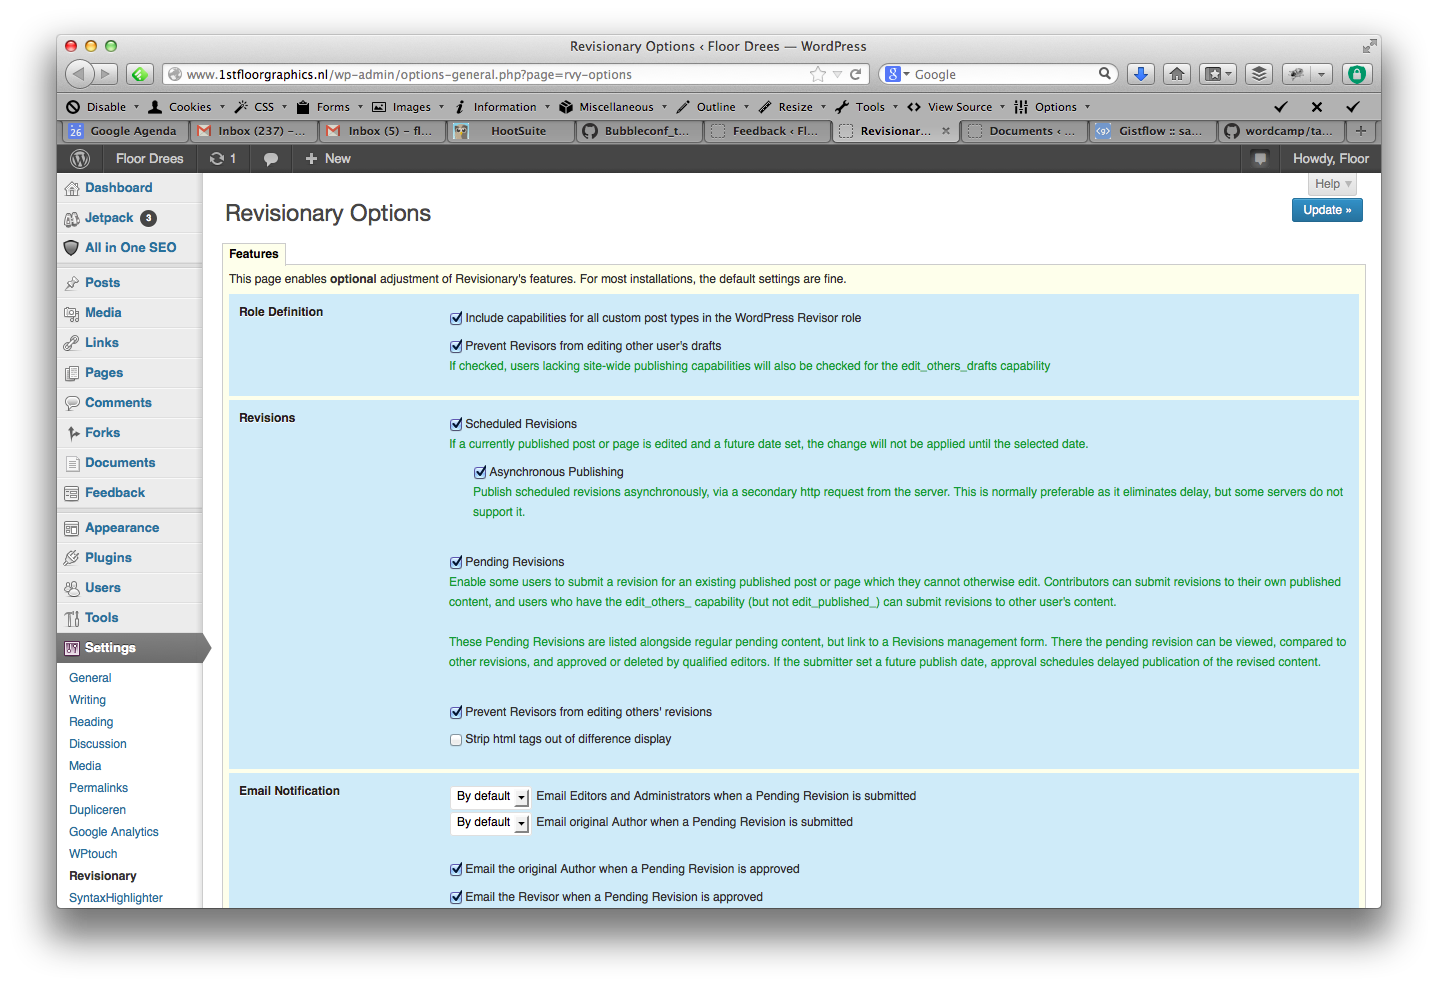 Revisionary Options ‹ Floor Drees — WordPress
www.1stfloorgraphics.nl/wp-admin/options-general.php?page=rvy-options
Google
Disable Cookies CSS Forms Images Information Miscellaneous Outline Resize Tools View Source Options
26 Google Agenda Inbox (237) –... Inbox (5) – fl... HootSuite Bubbleconf_t... Feedback ‹ Fl... Revisionar... Documents ‹ ... Gistflow :: sa... wordcamp/ta...
Floor Drees 1 New Howdy, Floor
Help
Update »
Dashboard
Jetpack 3
All in One SEO
Posts
Media
Links
Pages
Comments
Forks
Documents
Feedback
Appearance
Plugins
Users
Tools
Settings
General
Writing
Reading
Discussion
Media
Permalinks
Dupliceren
Google Analytics
WPtouch
Revisionary
SyntaxHighlighter
Revisionary Options
Features
This page enables optional adjustment of Revisionary's features. For most installations, the default settings are fine.
Role Definition
Include capabilities for all custom post types in the WordPress Revisor role
Prevent Revisors from editing other user's drafts
If checked, users lacking site-wide publishing capabilities will also be checked for the edit_others_drafts capability
Revisions
Scheduled Revisions
If a currently published post or page is edited and a future date set, the change will not be applied until the selected date.
Asynchronous Publishing
Publish scheduled revisions asynchronously, via a secondary http request from the server. This is normally preferable as it eliminates delay, but some servers do not
support it.
Pending Revisions
Enable some users to submit a revision for an existing published post or page which they cannot otherwise edit. Contributors can submit revisions to their own published
content, and users who have the edit_others_ capability (but not edit_published_) can submit revisions to other user's content.
These Pending Revisions are listed alongside regular pending content, but link to a Revisions management form. There the pending revision can be viewed, compared to
other revisions, and approved or deleted by qualified editors. If the submitter set a future publish date, approval schedules delayed publication of the revised content.
Prevent Revisors from editing others' revisions
Strip html tags out of difference display
Email Notification
By default Email Editors and Administrators when a Pending Revision is submitted
By default Email original Author when a Pending Revision is submitted
Email the original Author when a Pending Revision is approved
Email the Revisor when a Pending Revision is approved